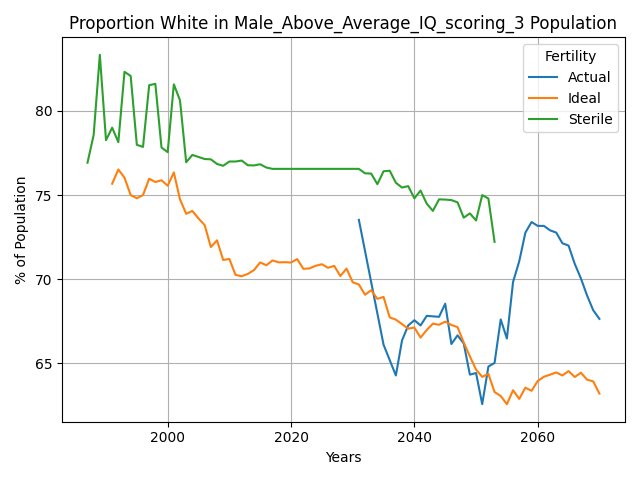 Proportion White in Male_Above_Average_IQ_scoring_3 Population
Fertility
Actual
Ideal
Sterile
% of Population
80
75
70
65
2000
2020
2040
2060
Years